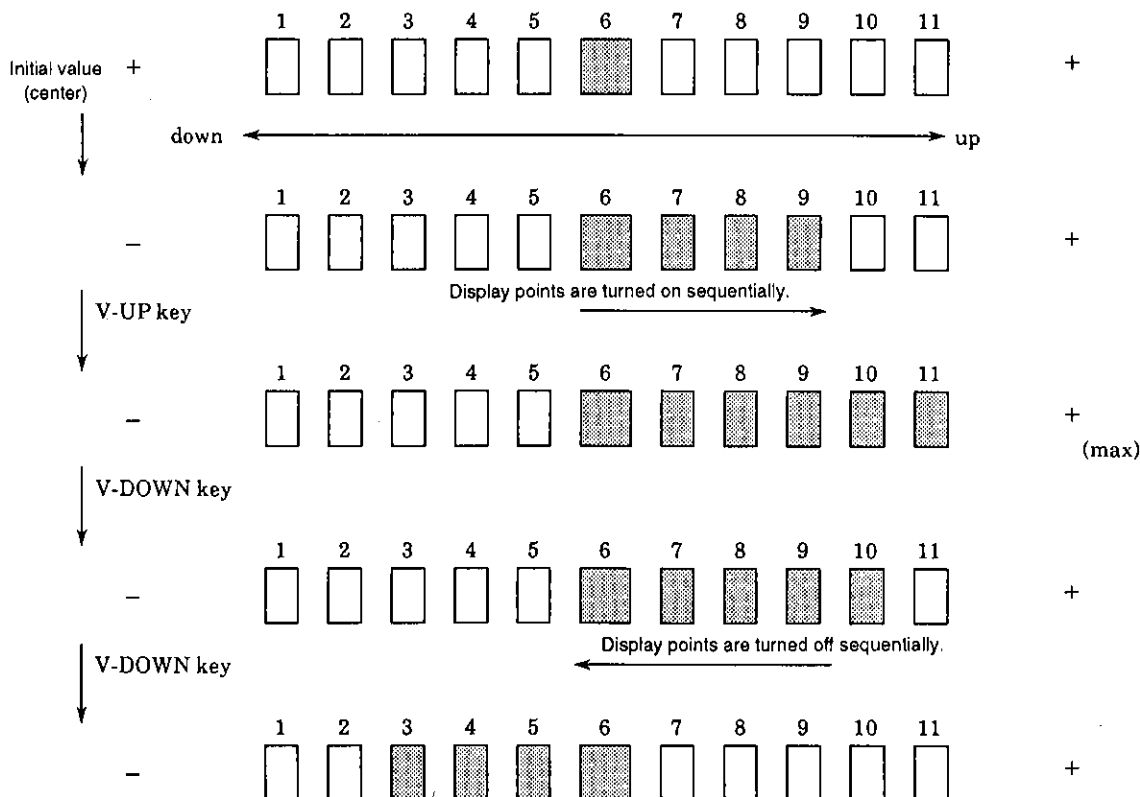 1 2 3 4 5 6 7 8 9 10 11
Initial value + +
(center)
down up
1 2 3 4 5 6 7 8 9 10 11
− +
Display points are turned on sequentially.
V-UP key
1 2 3 4 5 6 7 8 9 10 11
− +
(max)
V-DOWN key
1 2 3 4 5 6 7 8 9 10 11
− +
Display points are turned off sequentially.
V-DOWN key
1 2 3 4 5 6 7 8 9 10 11
− +